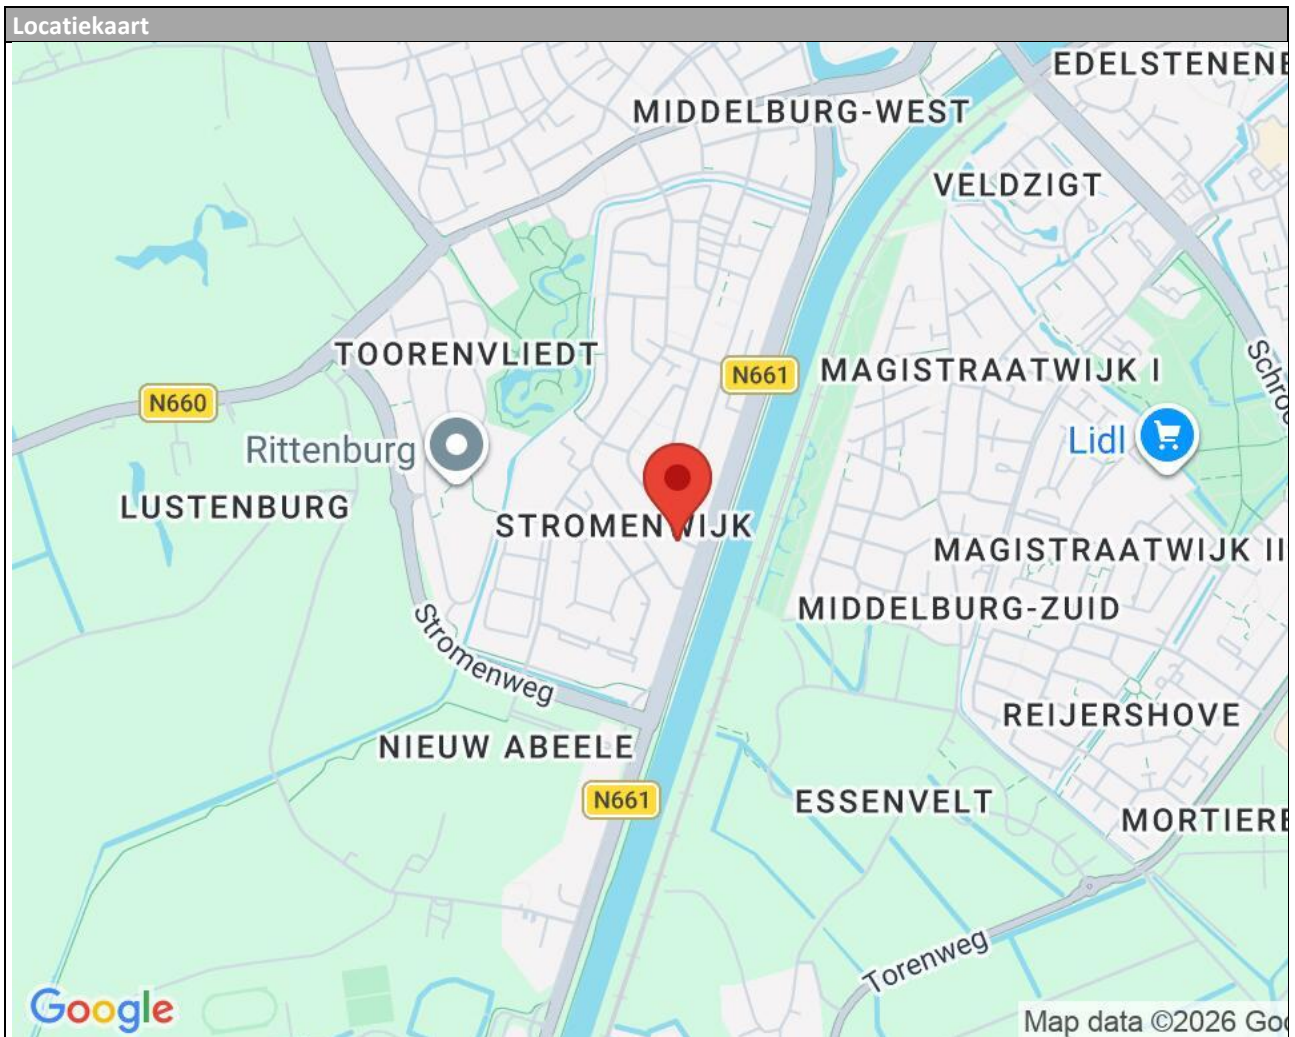 Locatiekaart
EDELSTENENE
MIDDELBURG-WEST
VELDZIGT
TOORENVLIEDT
N661
MAGISTRAATWIJK I
Schroe
N660
Rittenburg
Lidl
LUSTENBURG
STROMENWIJK
MAGISTRAATWIJK II
MIDDELBURG-ZUID
Stromenweg
REIJERSHOVE
NIEUW ABEELE
N661
ESSENVELT
MORTIERE
Torenweg
Google
Map data ©2026 Goo